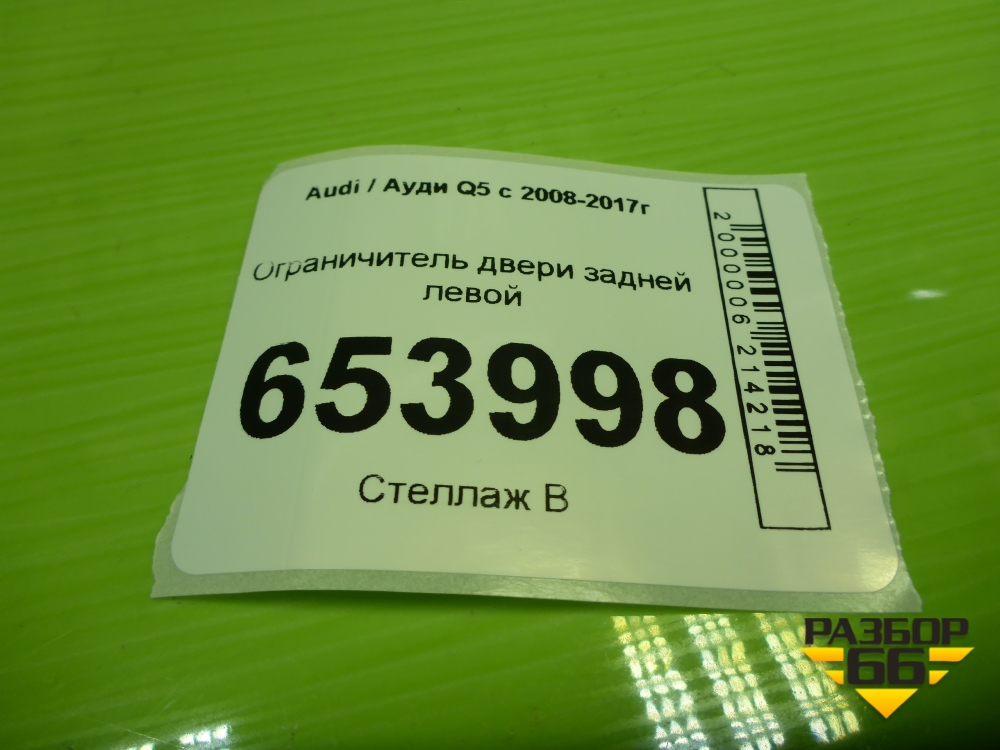 Audi / Ауди Q5 с 2008-2017г
Ограничитель двери задней
левой
653998
Стеллаж В
2000006214218
РАЗБОР
66